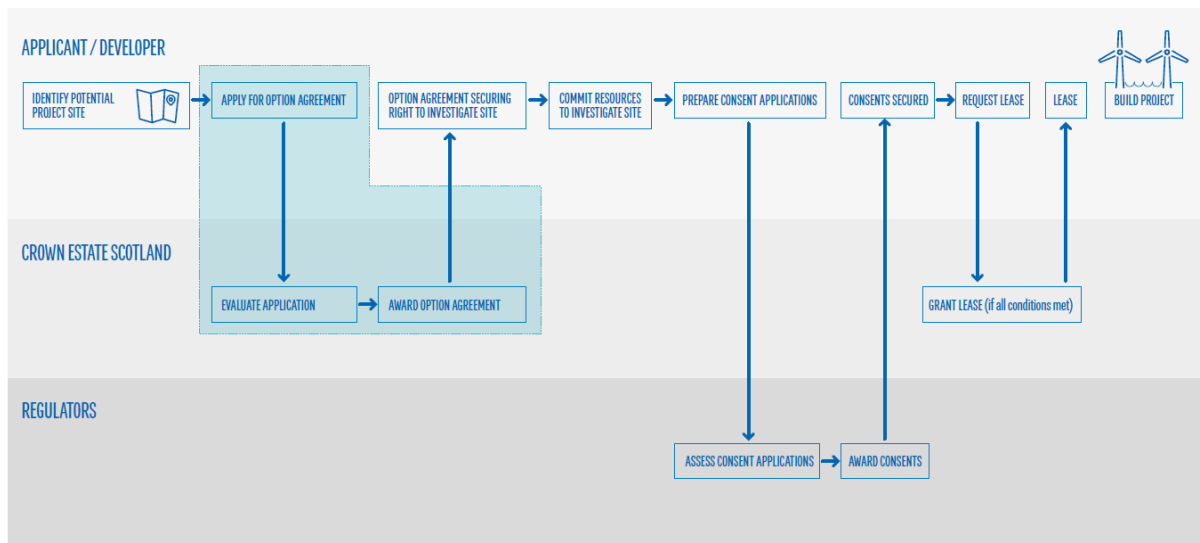 APPLICANT / DEVELOPER
IDENTIFY POTENTIAL
PROJECT SITE
APPLY FOR OPTION AGREEMENT
OPTION AGREEMENT SECURING
RIGHT TO INVESTIGATE SITE
COMMIT RESOURCES
TO INVESTIGATE SITE
PREPARE CONSENT APPLICATIONS
CONSENTS SECURED
REQUEST LEASE
LEASE
BUILD PROJECT
CROWN ESTATE SCOTLAND
EVALUATE APPLICATION
AWARD OPTION AGREEMENT
GRANT LEASE (if all conditions met)
REGULATORS
ASSESS CONSENT APPLICATIONS
AWARD CONSENTS